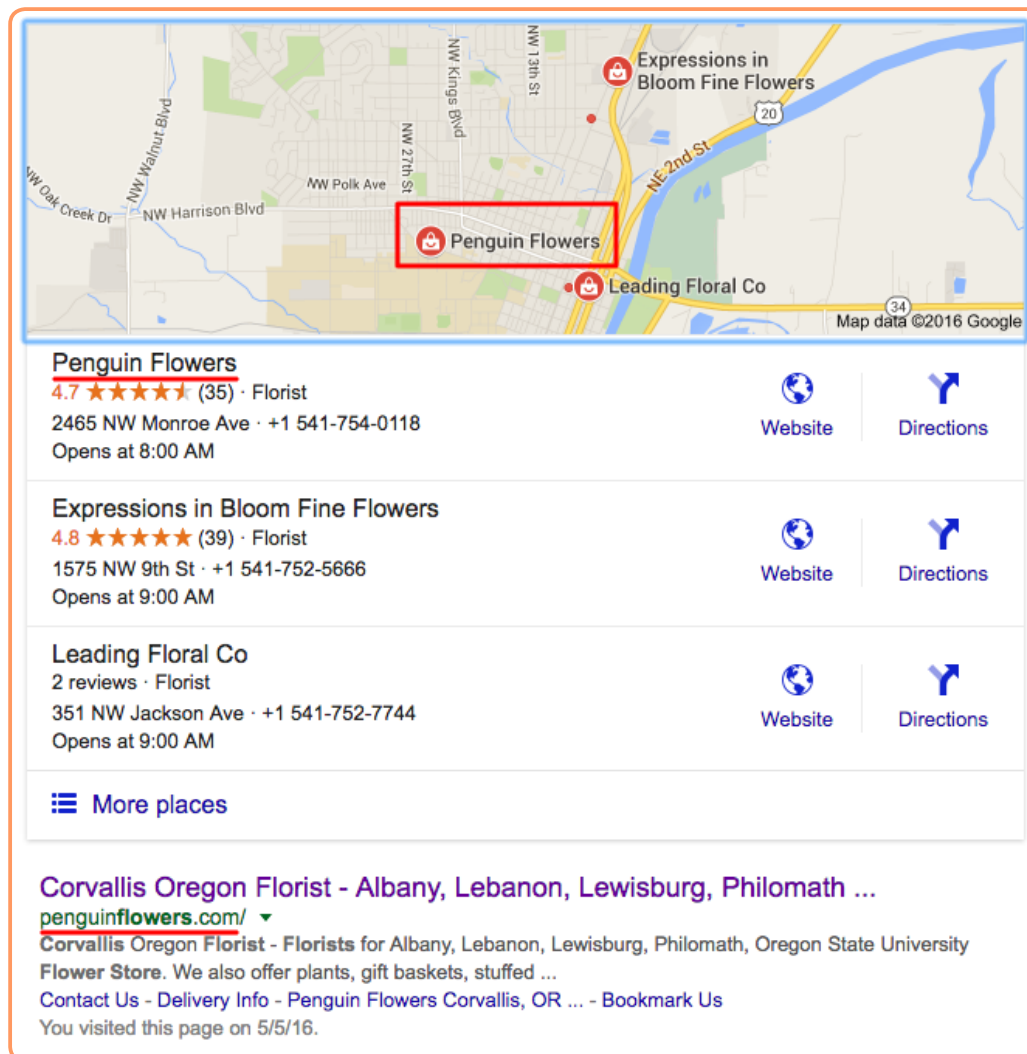 Expressions in
Bloom Fine Flowers
NW 13th St
NW Kings Blvd
20
NW Walnut Blvd
NW 27th St
NE 2nd St
NW Polk Ave
NW Oak Creek Dr
NW Harrison Blvd
Penguin Flowers
Leading Floral Co
34
Map data ©2016 Google
Penguin Flowers
4.7 ★★★★★ (35) · Florist
2465 NW Monroe Ave · +1 541-754-0118
Opens at 8:00 AM
Website
Directions
Expressions in Bloom Fine Flowers
4.8 ★★★★★ (39) · Florist
1575 NW 9th St · +1 541-752-5666
Opens at 9:00 AM
Website
Directions
Leading Floral Co
2 reviews · Florist
351 NW Jackson Ave · +1 541-752-7744
Opens at 9:00 AM
Website
Directions
More places
Corvallis Oregon Florist - Albany, Lebanon, Lewisburg, Philomath ...
penguinflowers.com/
Corvallis Oregon Florist - Florists for Albany, Lebanon, Lewisburg, Philomath, Oregon State University
Flower Store. We also offer plants, gift baskets, stuffed ...
Contact Us - Delivery Info - Penguin Flowers Corvallis, OR ... - Bookmark Us
You visited this page on 5/5/16.